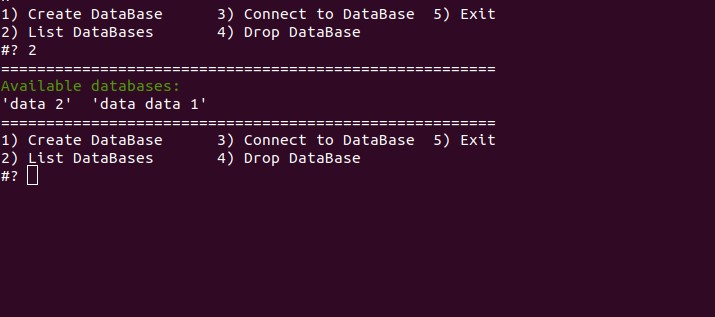 1) Create DataBase      3) Connect to DataBase  5) Exit
2) List DataBases       4) Drop DataBase
#? 2
=======================================================
Available databases:
'data 2'  'data data 1'
=======================================================
1) Create DataBase      3) Connect to DataBase  5) Exit
2) List DataBases       4) Drop DataBase
#?